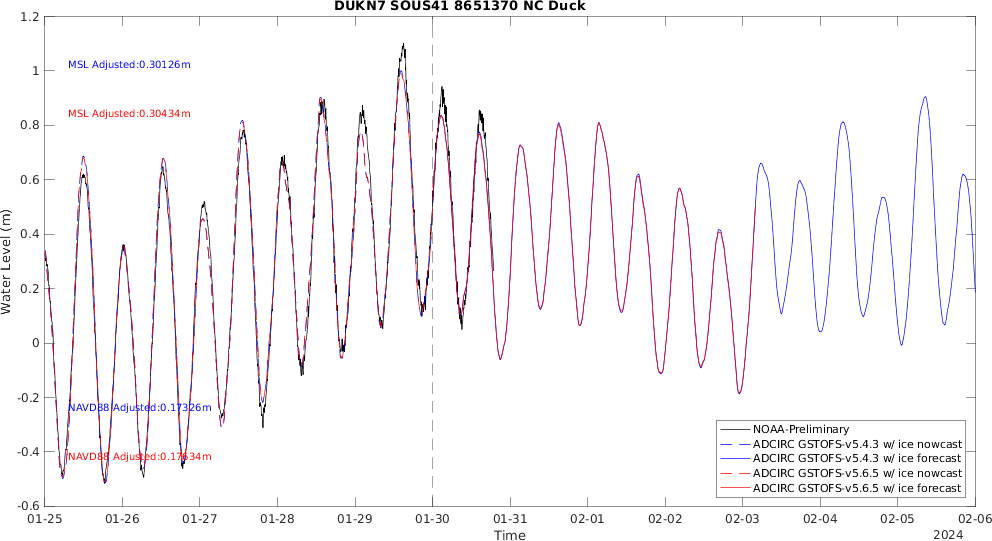 DUKN7 SOUS41 8651370 NC Duck
1.2
1
0.8
0.6
0.4
0.2
0
-0.2
-0.4
-0.6
Water Level (m)
MSL Adjusted:0.30126m
MSL Adjusted:0.30434m
NAVD88 Adjusted:0.17326m
NAVD88 Adjusted:0.17634m
NOAA-Preliminary
ADCIRC GSTOFS-v5.4.3 w/ ice nowcast
ADCIRC GSTOFS-v5.4.3 w/ ice forecast
ADCIRC GSTOFS-v5.6.5 w/ ice nowcast
ADCIRC GSTOFS-v5.6.5 w/ ice forecast
01-25 01-26 01-27 01-28 01-29 01-30 01-31 02-01 02-02 02-03 02-04 02-05 02-06
Time
2024